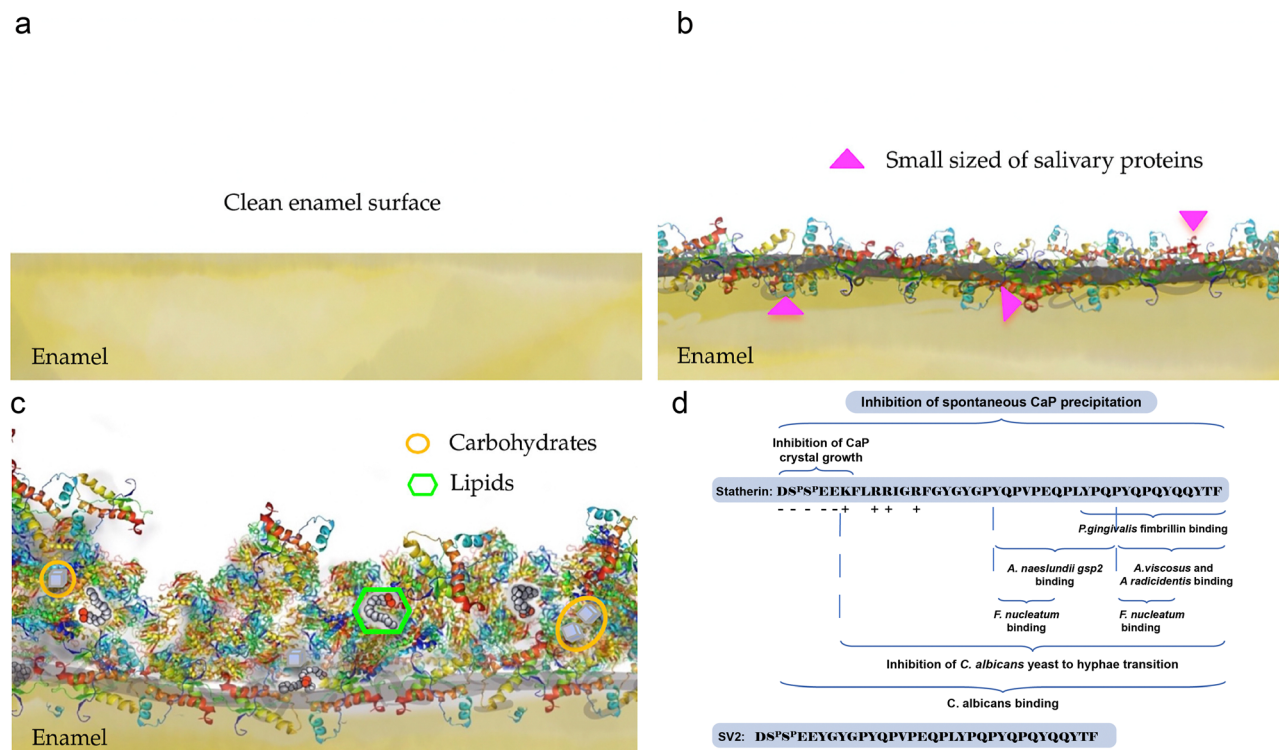 a
Clean enamel surface
Enamel
b
Small sized of salivary proteins
Enamel
c
Carbohydrates
Lipids
Enamel
d
Inhibition of spontaneous CaP precipitation
Inhibition of CaP
crystal growth
Statherin: DSᴾSᴾEEKFLRRIGRFGYGYGPYQPVPEQPLYPQPYQPQYQQYTF
- - - - - + + + +
P.gingivalis fimbrillin binding
A. naeslundii gsp2
binding
A.viscosus and
A radicidentis binding
F. nucleatum
binding
F. nucleatum
binding
Inhibition of C. albicans yeast to hyphae transition
C. albicans binding
SV2: DSᴾSᴾEEYGYGPYQPVPEQPLYPQPYQPQYQQYTF